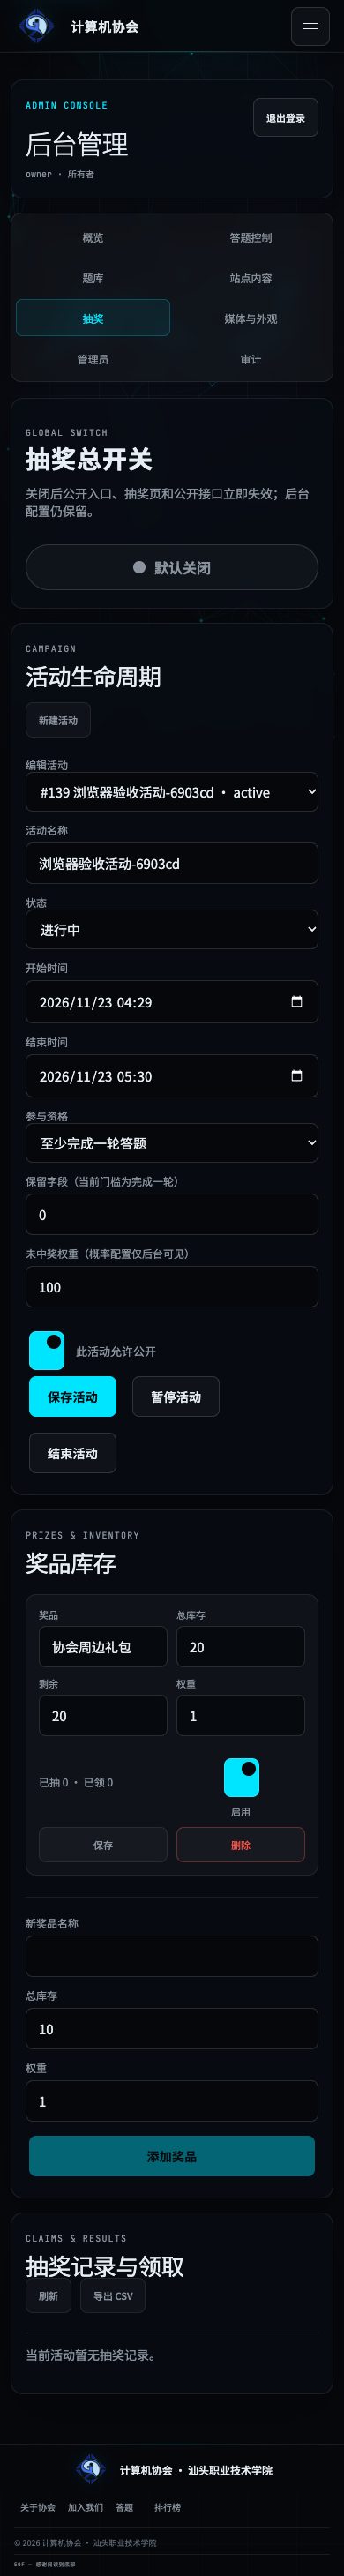 计算机协会
ADMIN CONSOLE
后台管理
退出登录
owner · 所有者
概览
答题控制
题库
站点内容
抽奖
媒体与外观
管理员
审计
GLOBAL SWITCH
抽奖总开关
关闭后公开入口、抽奖页和公开接口立即失效；后台
配置仍保留。
默认关闭
CAMPAIGN
活动生命周期
新建活动
编辑活动
#139 浏览器验收活动-6903cd · active
活动名称
浏览器验收活动-6903cd
状态
进行中
开始时间
2026/11/23 04:29
结束时间
2026/11/23 05:30
参与资格
至少完成一轮答题
保留字段（当前门槛为完成一轮）
0
未中奖权重（概率配置仅后台可见）
100
此活动允许公开
保存活动
暂停活动
结束活动
PRIZES & INVENTORY
奖品库存
奖品
总库存
协会周边礼包
20
剩余
权重
20
1
已抽 0 · 已领 0
启用
保存
删除
新奖品名称
总库存
10
权重
1
添加奖品
CLAIMS & RESULTS
抽奖记录与领取
刷新
导出 CSV
当前活动暂无抽奖记录。
计算机协会 · 汕头职业技术学院
关于协会
加入我们
答题
排行榜
© 2026 计算机协会 · 汕头职业技术学院
EOF — 感谢阅读到底部